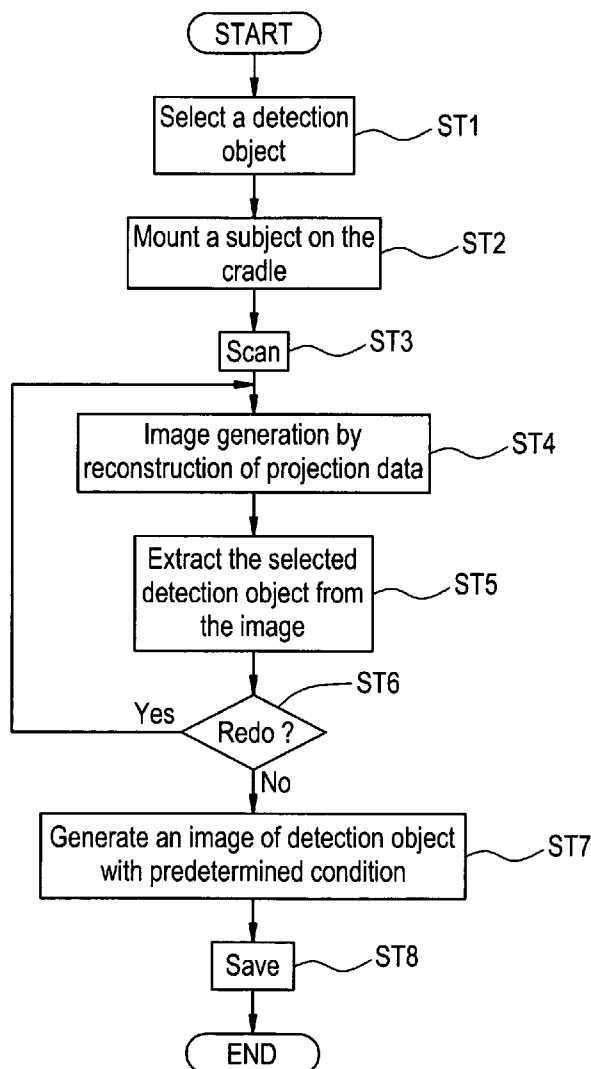 START
Select a detection
object
ST1
Mount a subject on the
cradle
ST2
Scan
ST3
Image generation by
reconstruction of projection data
ST4
Extract the selected
detection object from
the image
ST5
ST6
Yes
Redo ?
No
Generate an image of detection object
with predetermined condition
ST7
Save
ST8
END